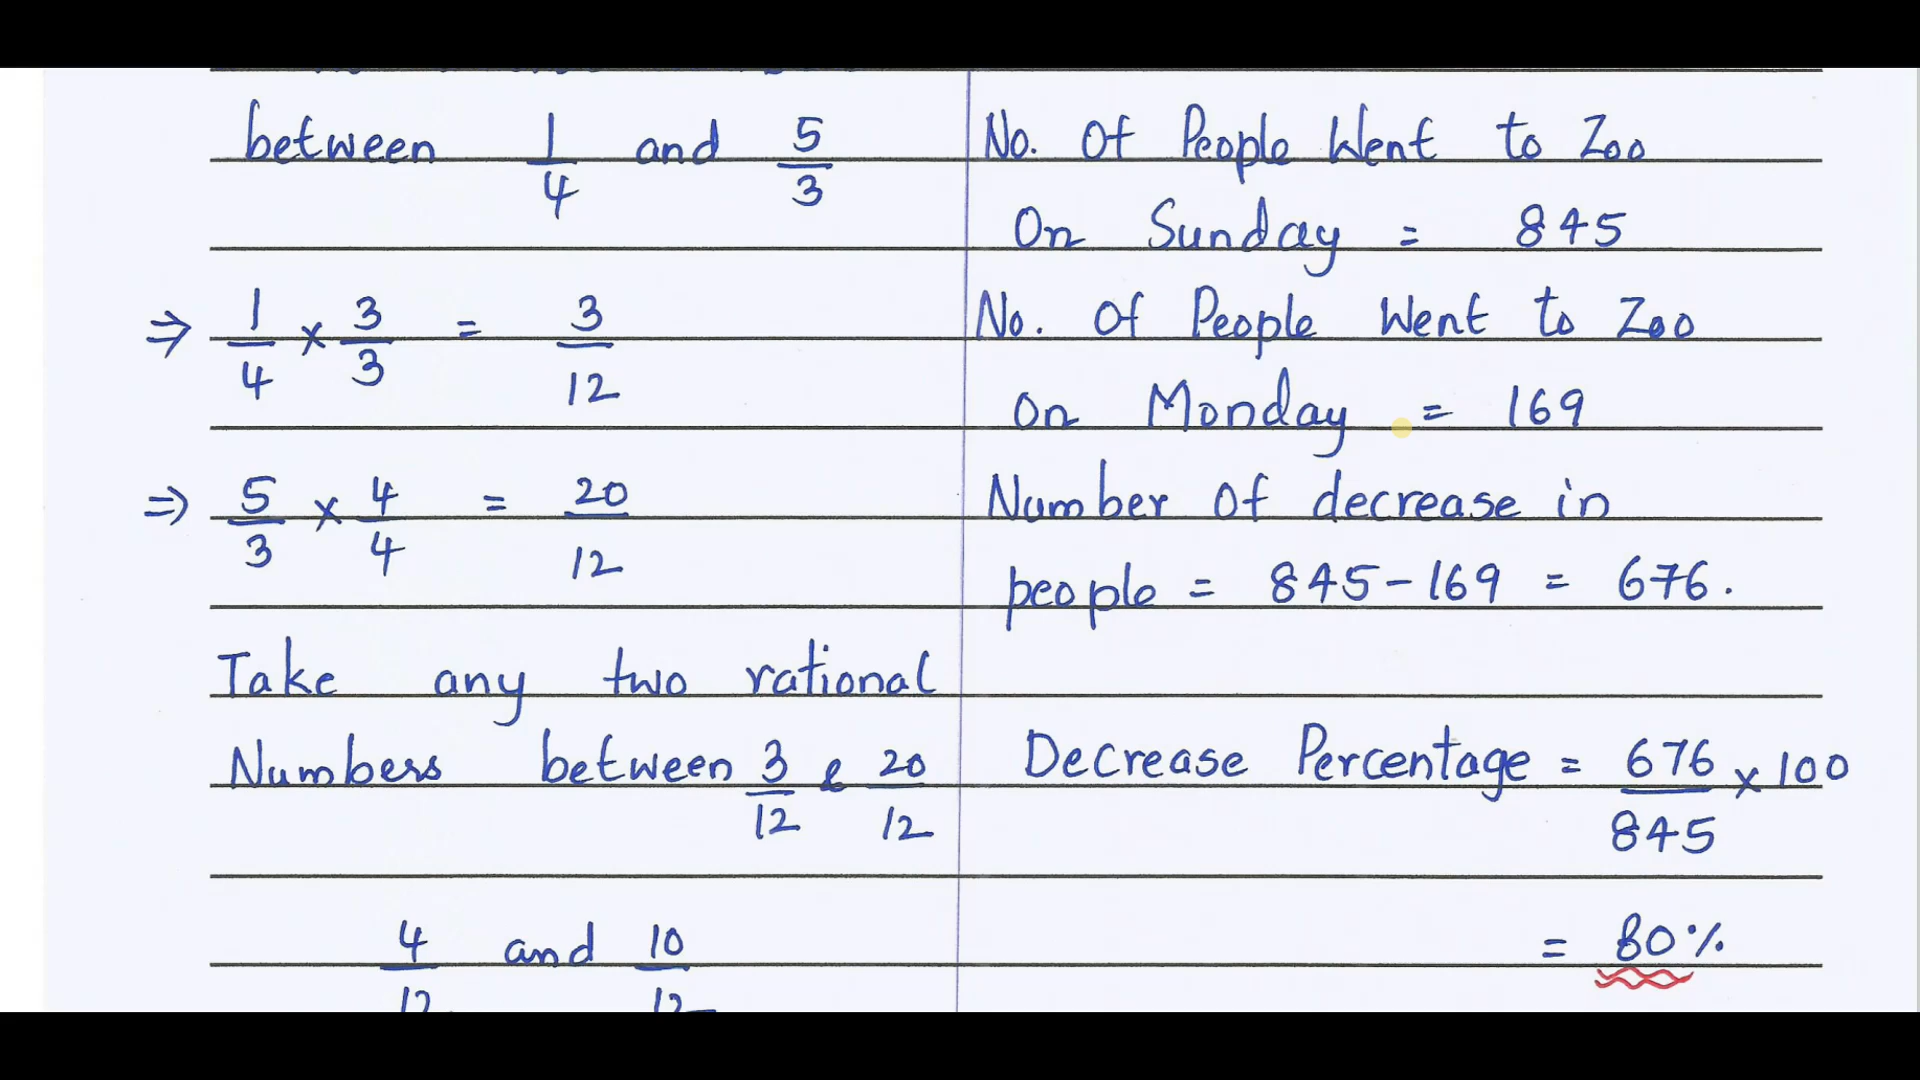 between 1/4 and 5/3
⇒ 1/4 × 3/3 = 3/12
⇒ 5/3 × 4/4 = 20/12
Take any two rational
Numbers between 3/12 & 20/12
4/12 and 10/12
No. Of People Went to Zoo
On Sunday = 845
No. Of People Went to Zoo
on Monday = 169
Number Of decrease in
people = 845 - 169 = 676.
Decrease Percentage = 676/845 × 100
= 80%